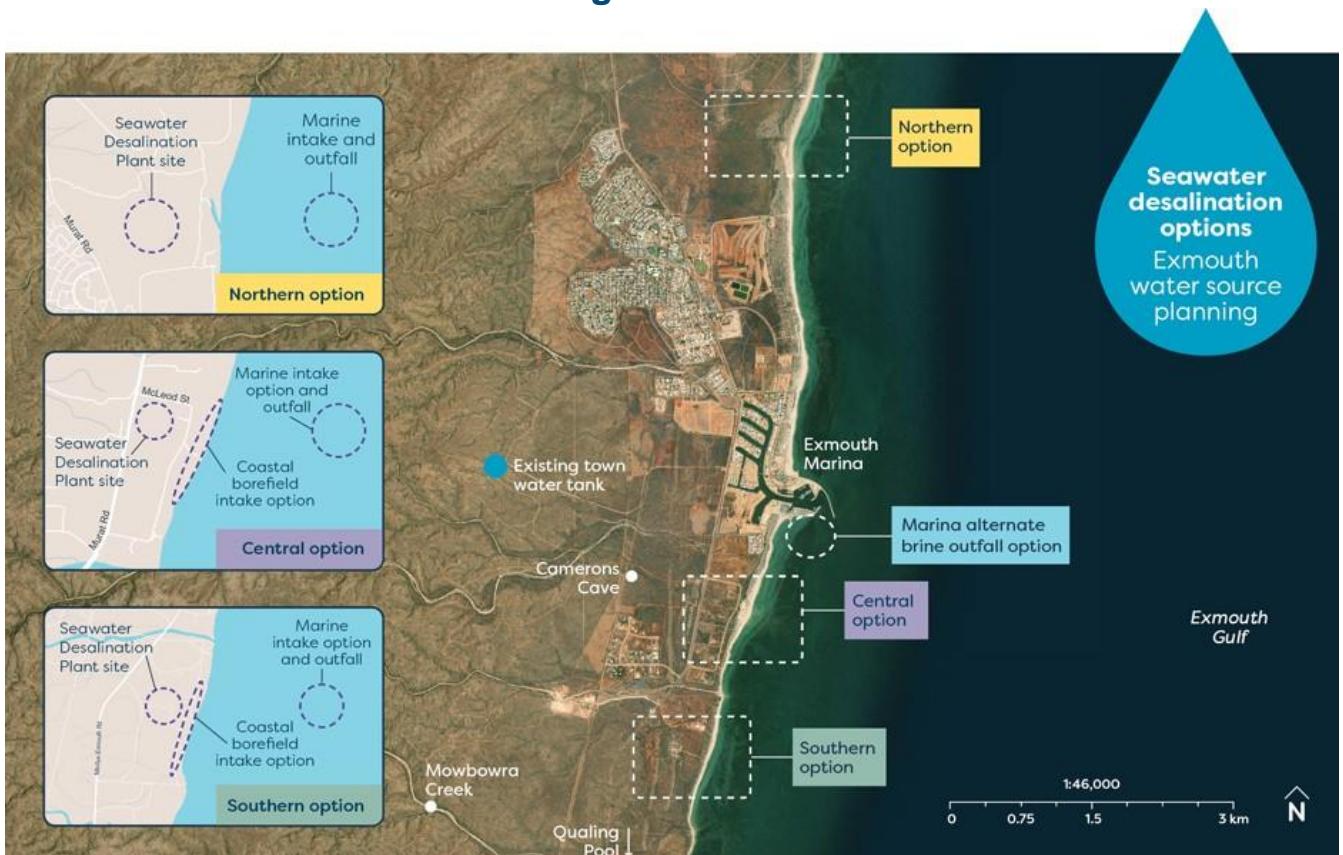 Seawater
desalination
options
Exmouth
water source
planning
Seawater
Desalination
Plant site
Marine
intake and
outfall
Murat Rd
Northern option
McLeod St
Marine intake
option and
outfall
Seawater
Desalination
Plant site
Coastal
borefield
intake option
Murat Rd
Central option
Seawater
Desalination
Plant site
Marine
intake option
and outfall
Coastal
borefield
intake option
Southern option
Northern
option
Existing town
water tank
Exmouth
Marina
Marina alternate
brine outfall option
Camerons
Cave
Central
option
Exmouth
Gulf
Southern
option
Mowbowra
Creek
Qualing
Pool
1:46,000
0 0.75 1.5 3 km
N